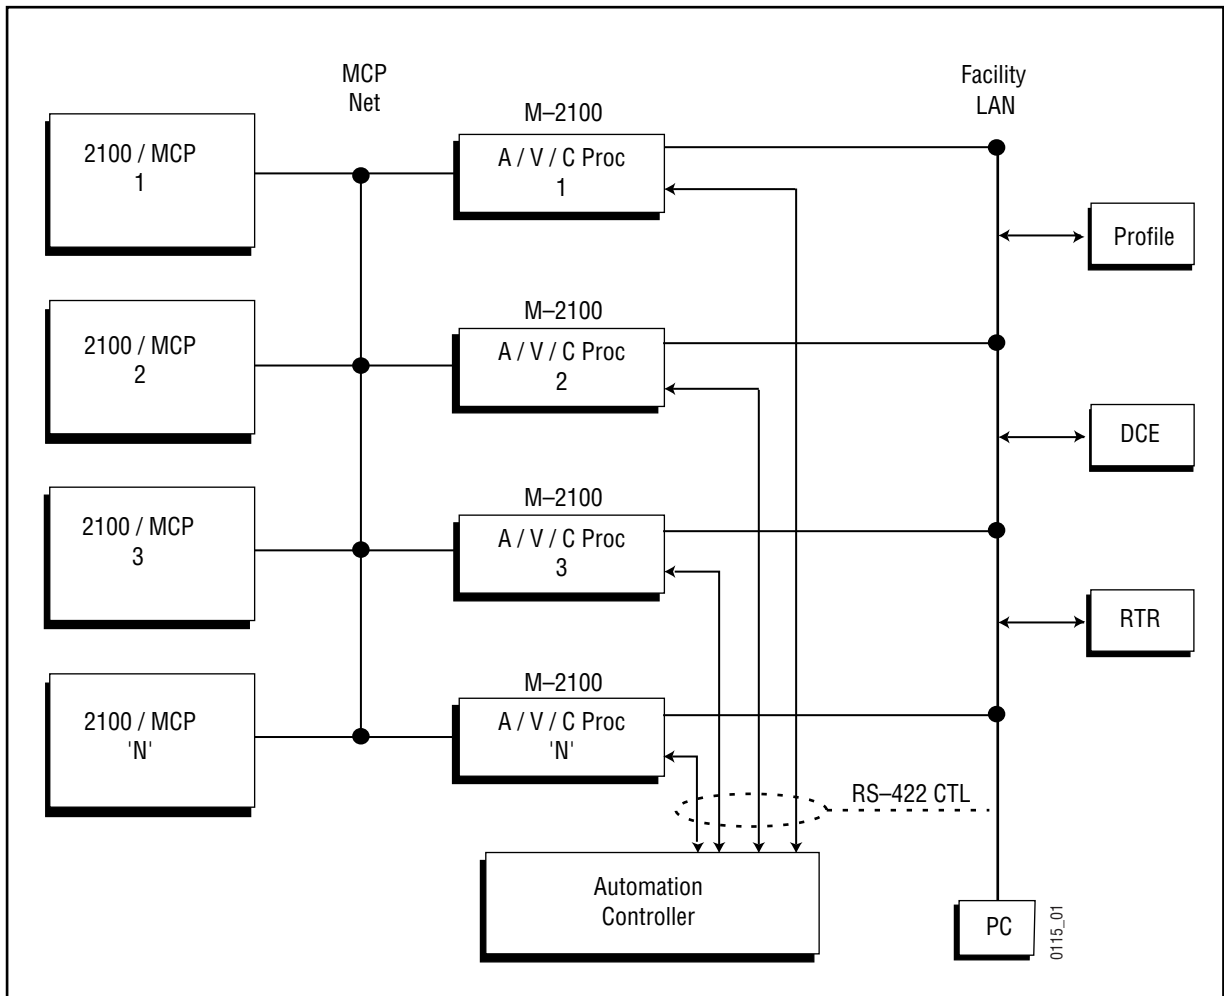 MCP
Net
Facility
LAN
M–2100
2100 / MCP
1
A / V / C Proc
1
Profile
M–2100
2100 / MCP
2
A / V / C Proc
2
DCE
M–2100
2100 / MCP
3
A / V / C Proc
3
RTR
M–2100
2100 / MCP
'N'
A / V / C Proc
'N'
RS–422 CTL
Automation
Controller
PC
0115_01